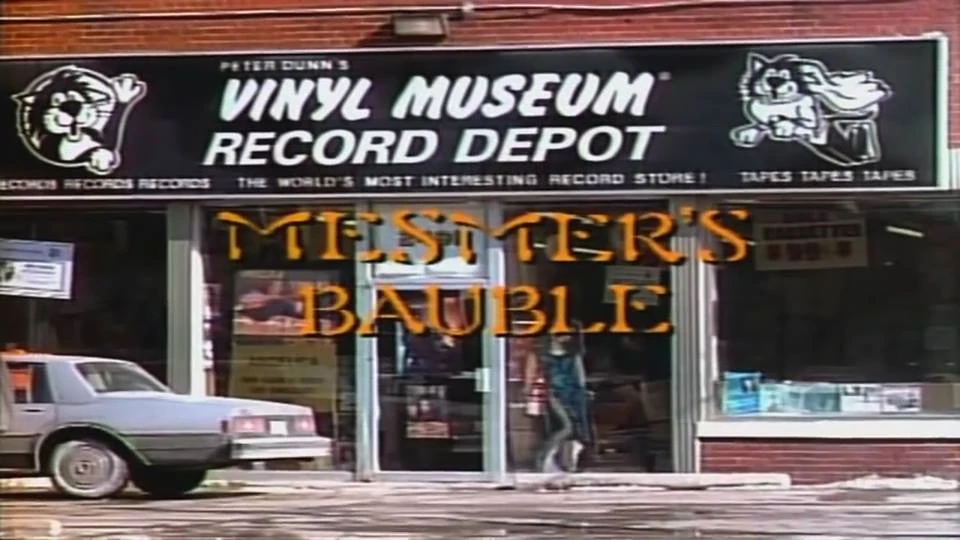 PETER DUNN'S
VINYL MUSEUM
RECORD DEPOT
RECORDS RECORDS THE WORLD'S MOST INTERESTING RECORD STORE! TAPES TAPES TAPES
MESMER'S
BAUBLE
CASSETTES